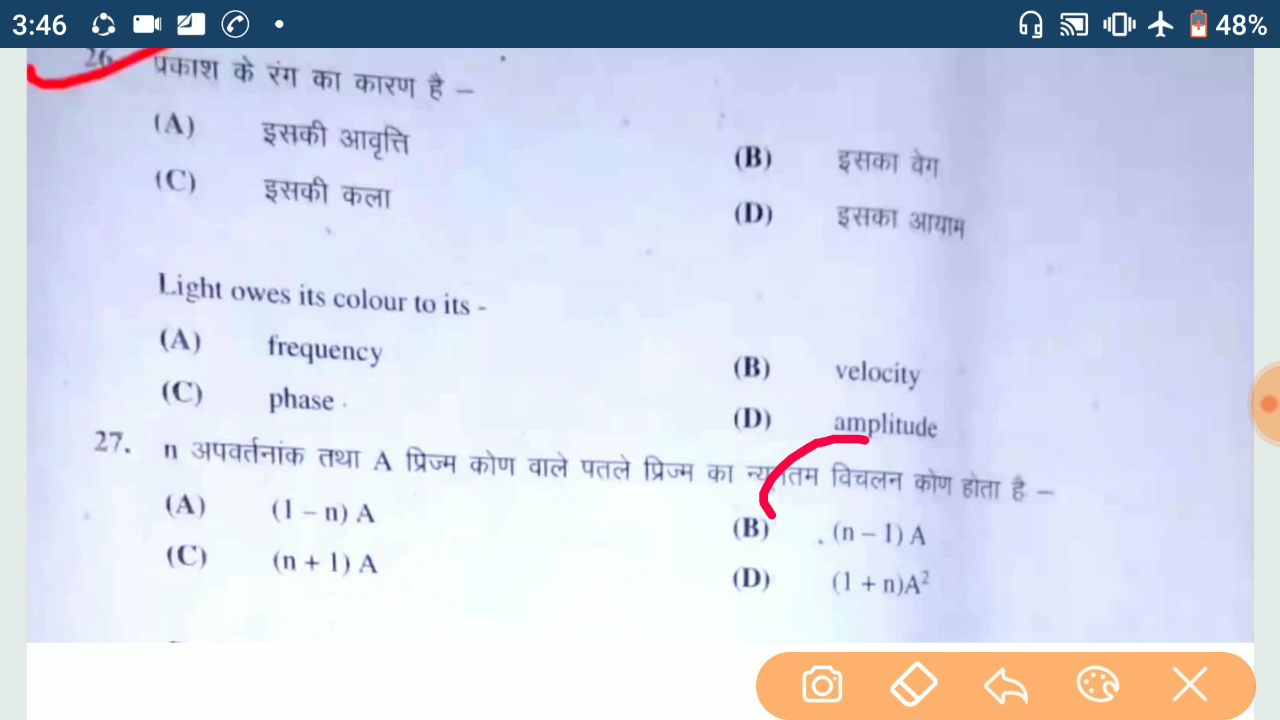 3:46 48%
26. प्रकाश के रंग का कारण है –
(A) इसकी आवृत्ति (B) इसका वेग
(C) इसकी कला (D) इसका आयाम
Light owes its colour to its -
(A) frequency (B) velocity
(C) phase (D) amplitude
27. n अपवर्तनांक तथा A प्रिज्म कोण वाले पतले प्रिज्म का न्यूनतम विचलन कोण होता है –
(A) (1 – n) A (B) (n – 1) A
(C) (n + 1) A (D) (1 + n)A²